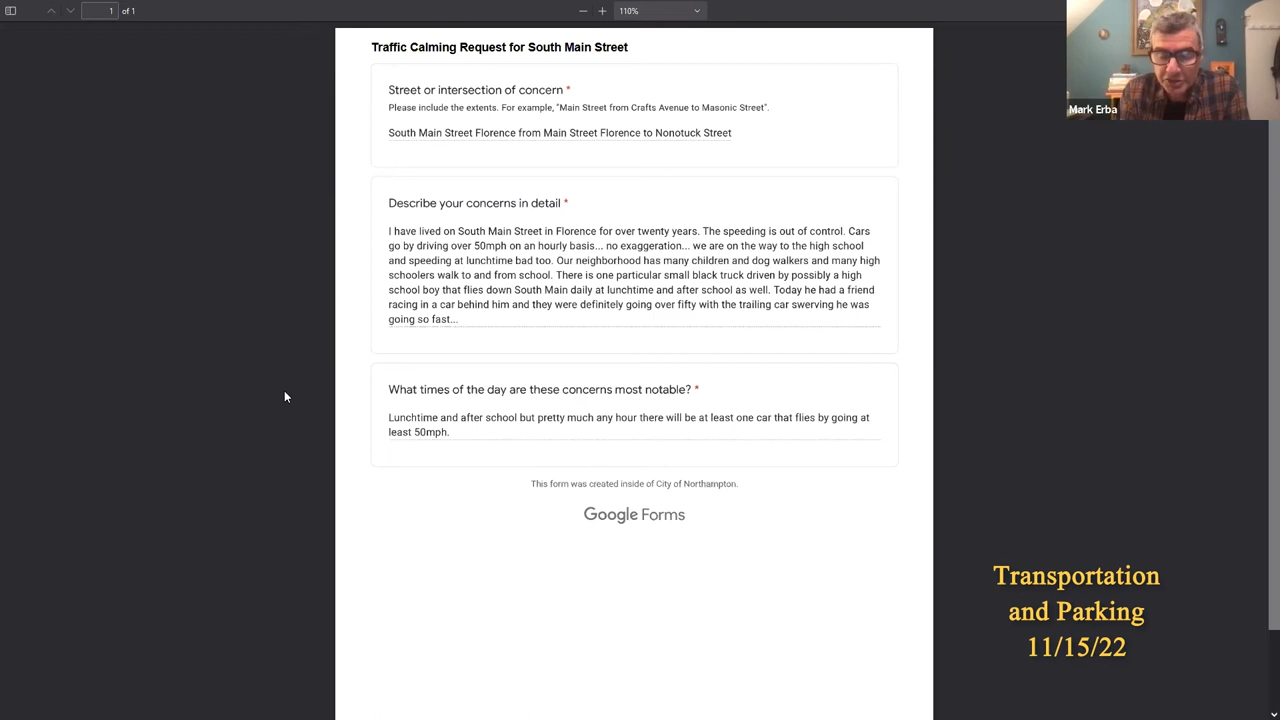 1 of 1
110%
Traffic Calming Request for South Main Street
Street or intersection of concern *
Please include the extents. For example, "Main Street from Crafts Avenue to Masonic Street".
South Main Street Florence from Main Street Florence to Nonotuck Street
Describe your concerns in detail *
I have lived on South Main Street in Florence for over twenty years. The speeding is out of control. Cars
go by driving over 50mph on an hourly basis... no exaggeration... we are on the way to the high school
and speeding at lunchtime bad too. Our neighborhood has many children and dog walkers and many high
schoolers walk to and from school. There is one particular small black truck driven by possibly a high
school boy that flies down South Main daily at lunchtime and after school as well. Today he had a friend
racing in a car behind him and they were definitely going over fifty with the trailing car swerving he was
going so fast...
What times of the day are these concerns most notable? *
Lunchtime and after school but pretty much any hour there will be at least one car that flies by going at
least 50mph.
This form was created inside of City of Northampton.
Google Forms
Mark Erba
Transportation
and Parking
11/15/22